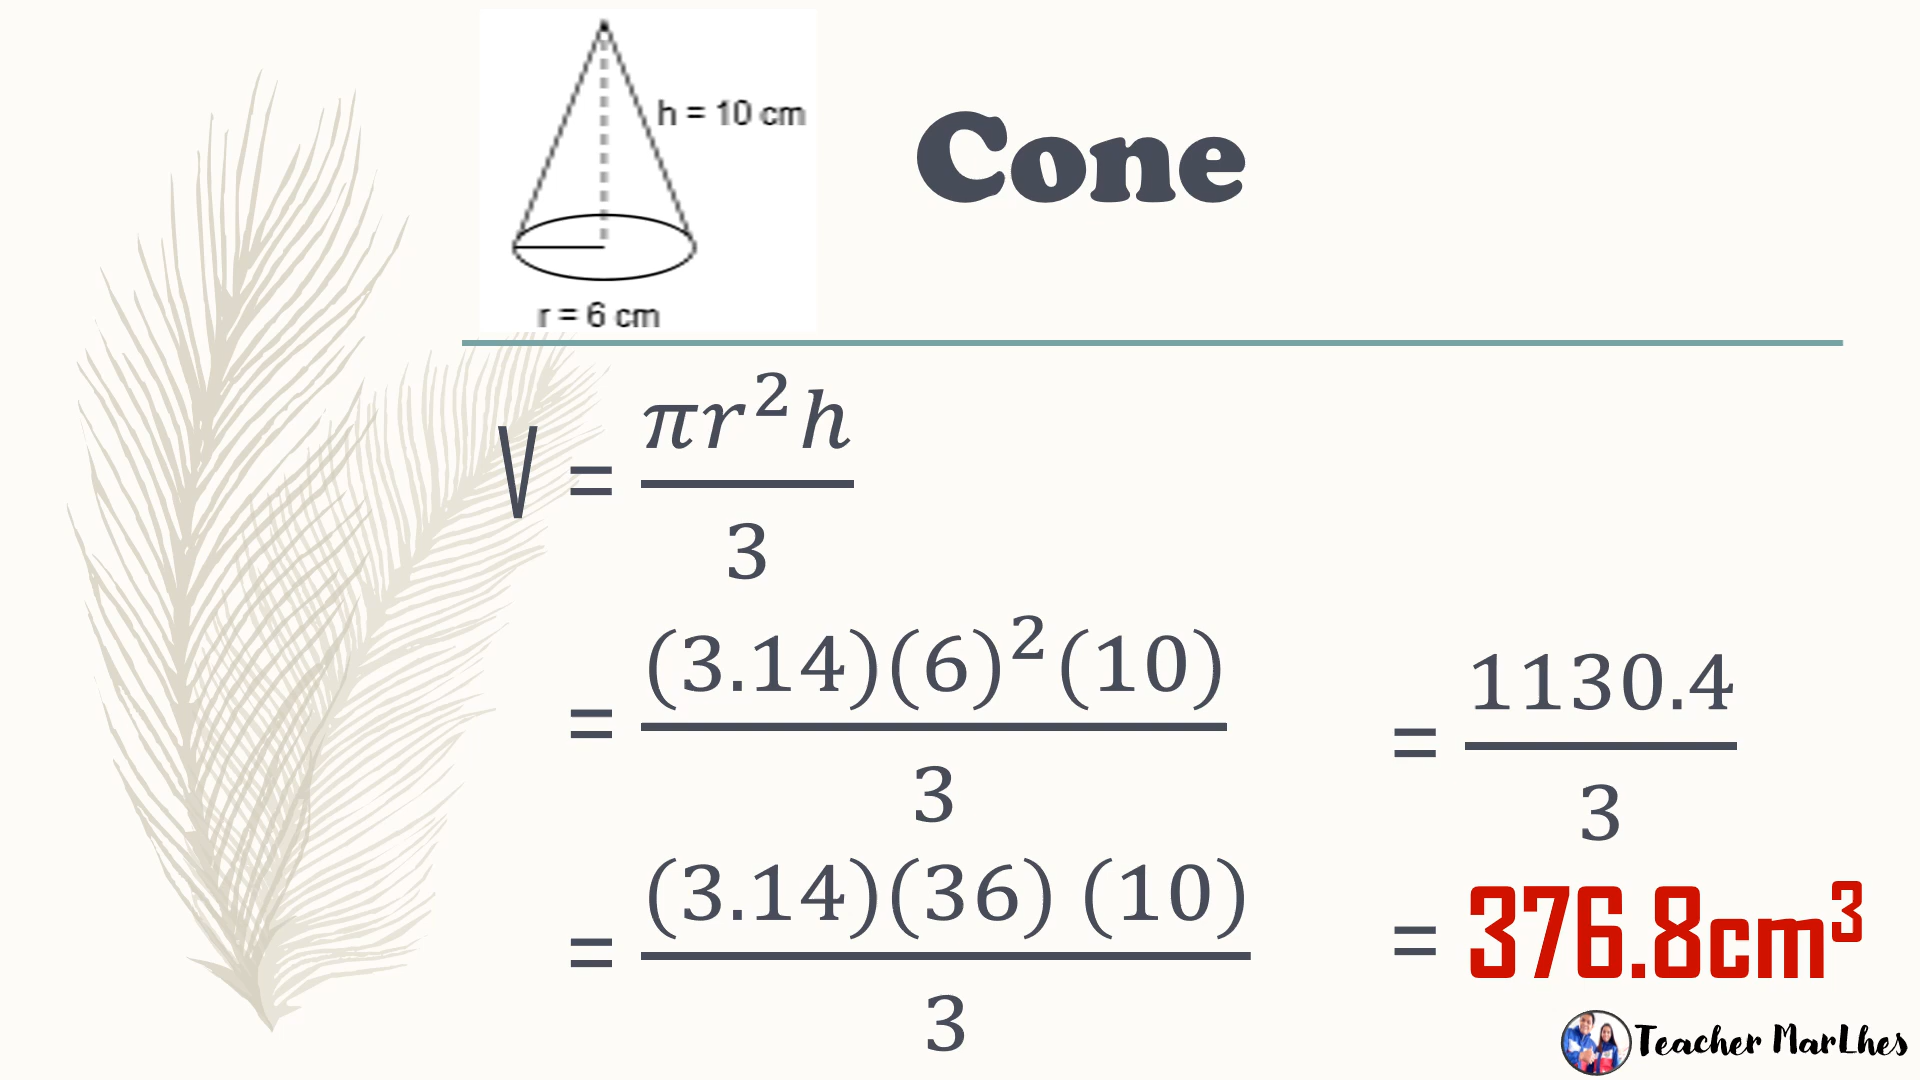 h = 10 cm
Cone
r = 6 cm
V = πr²h / 3
= (3.14)(6)²(10) / 3
= (3.14)(36) (10) / 3
= 1130.4 / 3
= 376.8cm³
Teacher MarLhes